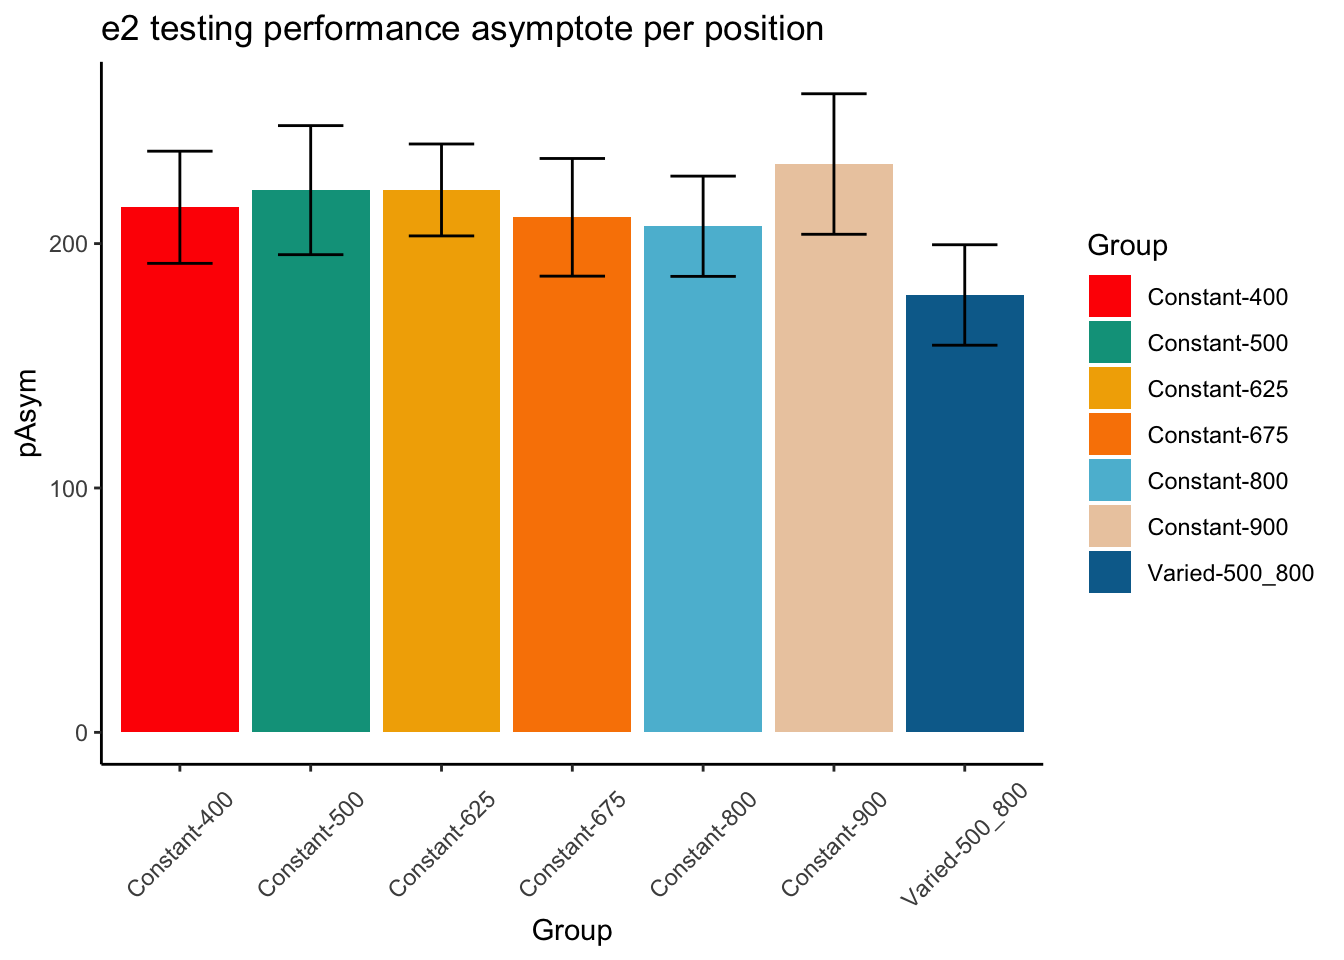 e2 testing performance asymptote per position
pAsym
200
100
0
Constant-400
Constant-500
Constant-625
Constant-675
Constant-800
Constant-900
Varied-500_800
Group
Group
Constant-400
Constant-500
Constant-625
Constant-675
Constant-800
Constant-900
Varied-500_800